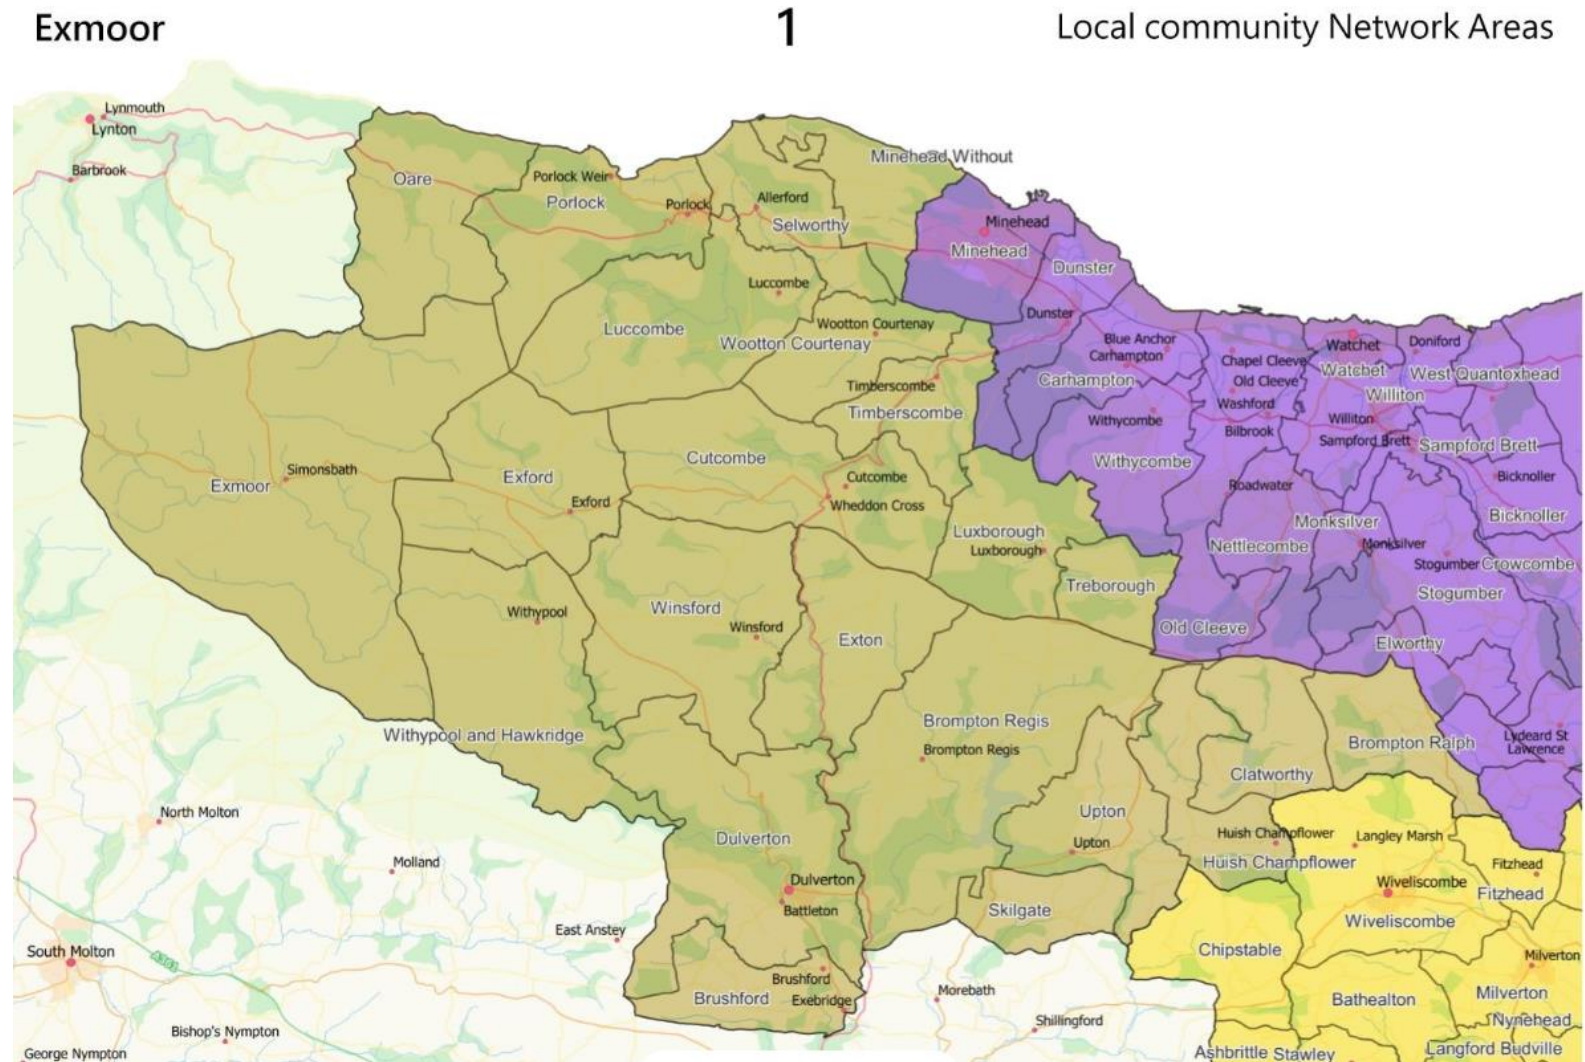 Exmoor
1
Local community Network Areas
Lynmouth
Lynton
Barbrook
Oare
Porlock Weir
Porlock
Porlock
Allerford
Selworthy
Minehead Without
Minehead
Minehead
Dunster
Dunster
Luccombe
Luccombe
Wootton Courtenay
Wootton Courtenay
Timberscombe
Timberscombe
Blue Anchor
Carhampton
Carhampton
Withycombe
Withycombe
Chapel Cleeve
Old Cleeve
Washford
Bilbrook
Watchet
Watchet
Doniford
West Quantoxhead
Williton
Williton
Sampford Brett
Sampford Brett
Bicknoller
Bicknoller
Roadwater
Monksilver
Monksilver
Nettlecombe
Stogumber
Crowcombe
Stogumber
Old Cleeve
Elworthy
Lydeard St
Lawrence
Simonsbath
Exmoor
Exford
Exford
Cutcombe
Cutcombe
Wheddon Cross
Luxborough
Luxborough
Treborough
Withypool
Winsford
Winsford
Exton
Withypool and Hawkridge
Brompton Regis
Brompton Regis
Brompton Ralph
Clatworthy
Upton
Upton
Huish Champflower
Huish Champflower
Langley Marsh
Wiveliscombe
Wiveliscombe
Fitzhead
Fitzhead
Dulverton
Dulverton
Battleton
Skilgate
Chipstable
Milverton
Milverton
North Molton
Molland
East Anstey
South Molton
A361
Brushford
Brushford
Exebridge
Morebath
Shillingford
Bathealton
Nynehead
Bishop's Nympton
George Nympton
Ashbrittle
Stawley
Langford Budville